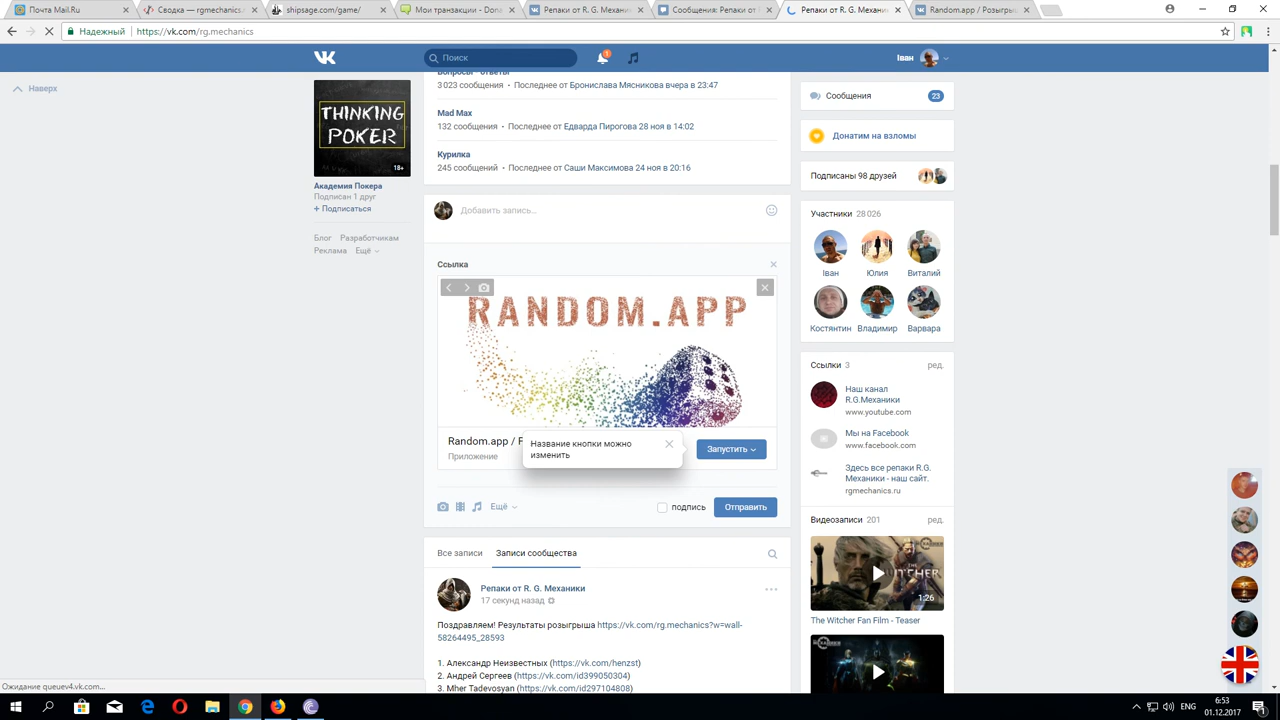 Почта Mail.Ru
Сводка — rgmechanics.r
shipsage.com/game/
Мои транзакции - Dona
Репаки от R. G. Механи
Сообщения: Репаки от
Репаки от R. G. Механи
Random.app / Розыгры
Надежный
https://vk.com/rg.mechanics
Поиск
1
Іван
Наверх
THINKING
POKER
18+
Академия Покера
Подписан 1 друг
+ Подписаться
Блог Разработчикам
Реклама Ещё
Вопросы - ответы
3 023 сообщения • Последнее от Бронислава Мясникова вчера в 23:47
Mad Max
132 сообщения • Последнее от Едварда Пирогова 28 ноя в 14:02
Курилка
245 сообщений • Последнее от Саши Максимова 24 ноя в 20:16
Добавить запись...
Ссылка
RANDOM.APP
Random.app / Р
Приложение
Название кнопки можно
изменить
Запустить
Ещё
подпись
Отправить
Все записи
Записи сообщества
Репаки от R. G. Механики
17 секунд назад
Поздравляем! Результаты розыгрыша https://vk.com/rg.mechanics?w=wall-
58264495_28593
1. Александр Неизвестных (https://vk.com/henzst)
2. Андрей Сергеев (https://vk.com/id399050304)
3. Mher Tadevosyan (https://vk.com/id297104808)
Сообщения
23
Донатим на взломы
Подписаны 98 друзей
Участники 28 026
Іван
Юлия
Виталий
Костянтин
Владимир
Варвара
Ссылки 3
ред.
Наш канал
R.G.Механики
www.youtube.com
Мы на Facebook
www.facebook.com
Здесь все репаки R.G.
Механики - наш сайт.
rgmechanics.ru
Видеозаписи 201
ред.
THE
WITCHER
1:26
The Witcher Fan Film - Teaser
Ожидание queuev4.vk.com...
ENG
6:53
01.12.2017
1